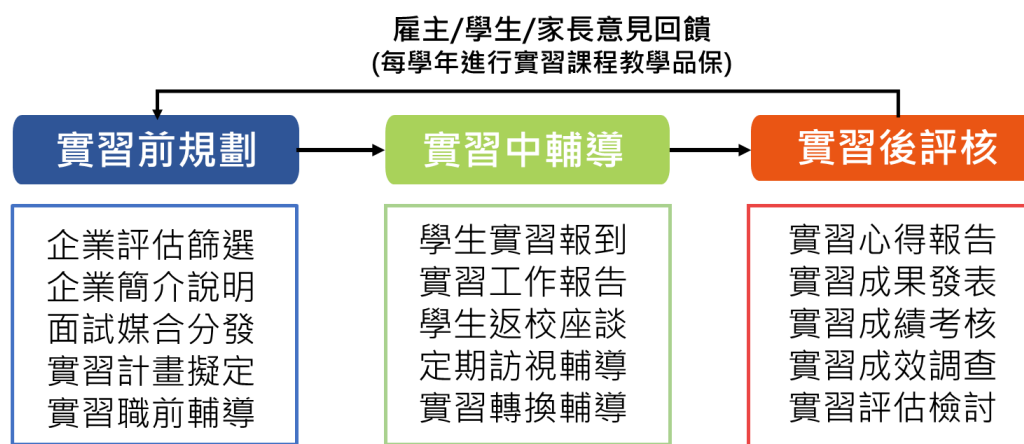 雇主/學生/家長意見回饋
(每學年進行實習課程教學品保)
實習前規劃
企業評估篩選
企業簡介說明
面試媒合分發
實習計畫擬定
實習職前輔導
實習中輔導
學生實習報到
實習工作報告
學生返校座談
定期訪視輔導
實習轉換輔導
實習後評核
實習心得報告
實習成果發表
實習成績考核
實習成效調查
實習評估檢討